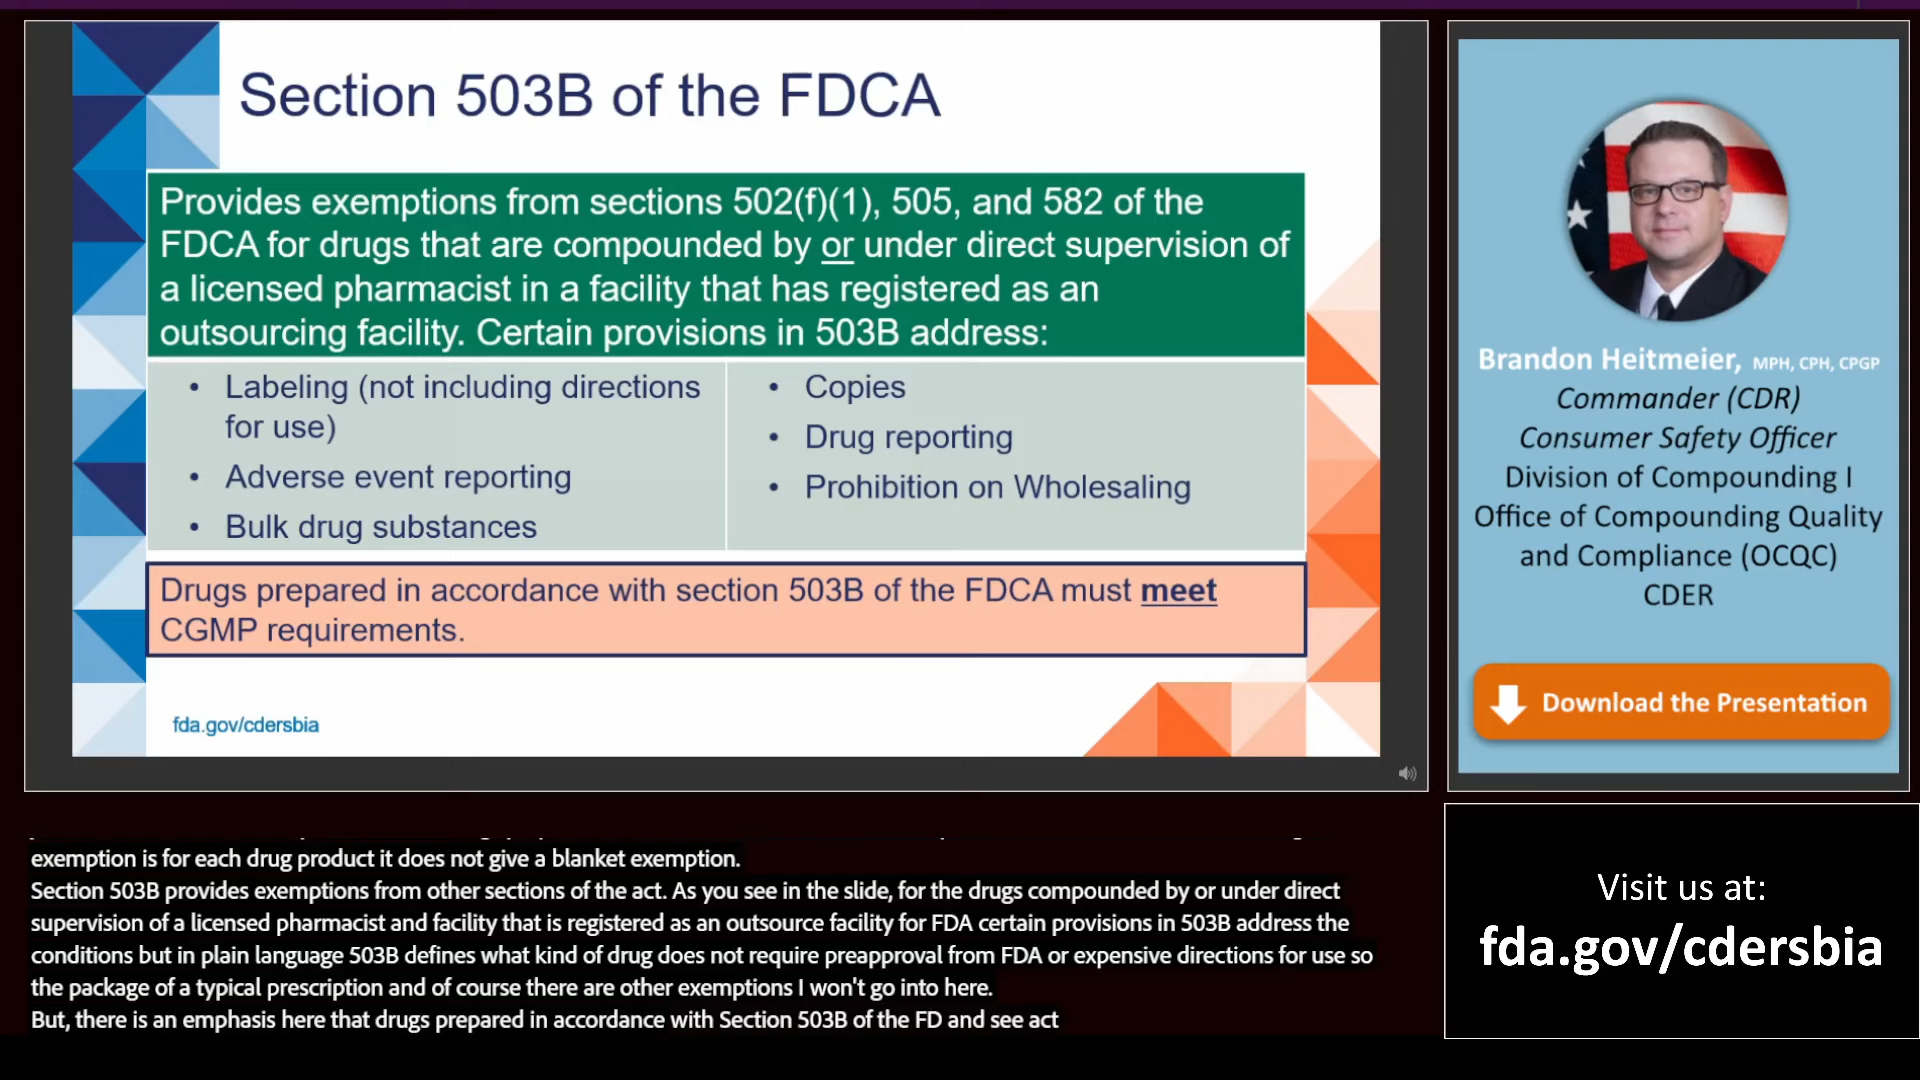 Section 503B of the FDCA
Provides exemptions from sections 502(f)(1), 505, and 582 of the
FDCA for drugs that are compounded by or under direct supervision of
a licensed pharmacist in a facility that has registered as an
outsourcing facility. Certain provisions in 503B address:
• Labeling (not including directions
for use)
• Adverse event reporting
• Bulk drug substances
• Copies
• Drug reporting
• Prohibition on Wholesaling
Drugs prepared in accordance with section 503B of the FDCA must meet
CGMP requirements.
fda.gov/cdersbia
Brandon Heitmeier, MPH, CPH, CPGP
Commander (CDR)
Consumer Safety Officer
Division of Compounding I
Office of Compounding Quality
and Compliance (OCQC)
CDER
Download the Presentation
exemption is for each drug product it does not give a blanket exemption.
Section 503B provides exemptions from other sections of the act. As you see in the slide, for the drugs compounded by or under direct
supervision of a licensed pharmacist and facility that is registered as an outsource facility for FDA certain provisions in 503B address the
conditions but in plain language 503B defines what kind of drug does not require preapproval from FDA or expensive directions for use so
the package of a typical prescription and of course there are other exemptions I won't go into here.
But, there is an emphasis here that drugs prepared in accordance with Section 503B of the FD and see act
Visit us at:
fda.gov/cdersbia